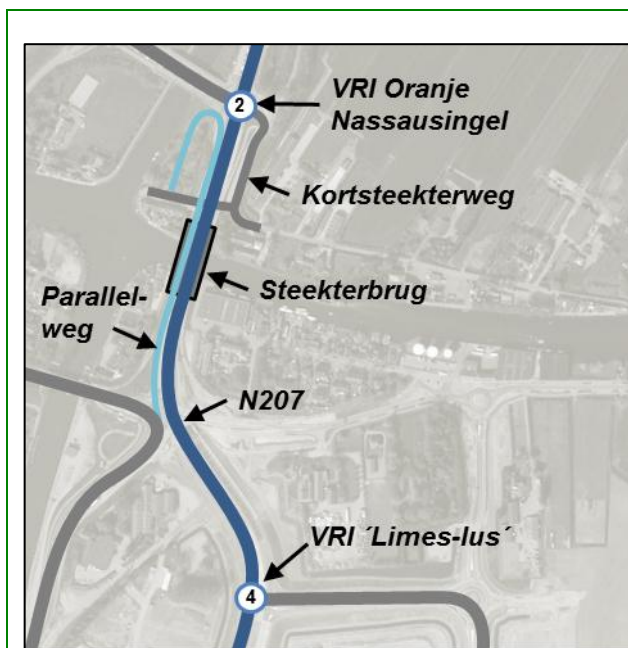 2
VRI Oranje
Nassausingel
Kortsteekterweg
Steekterbrug
Parallel-
weg
N207
VRI ´Limes-lus´
4